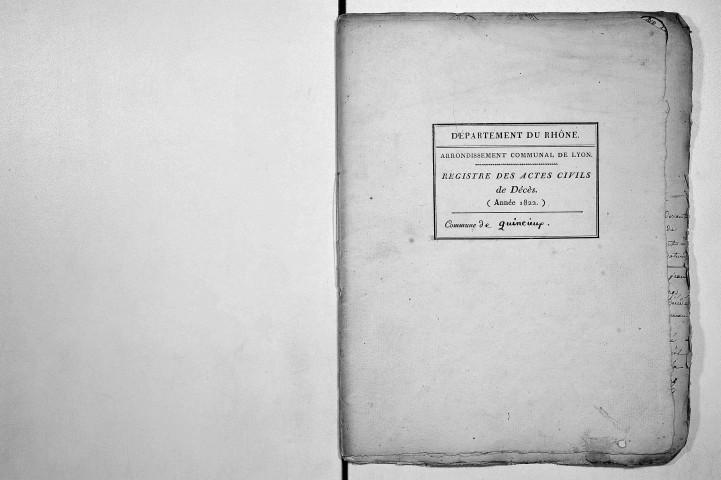 DÉPARTEMENT DU RHÔNE.
ARRONDISSEMENT COMMUNAL DE LYON.
REGISTRE DES ACTES CIVILS
de Décès.
( Année 1822. )
Commune de quincieux.